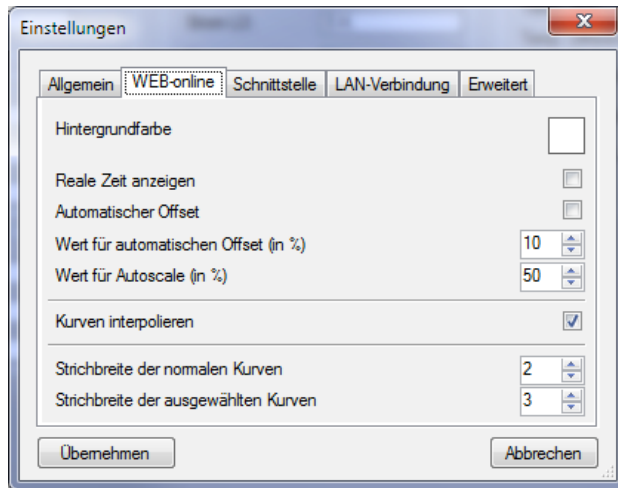 Einstellungen
Allgemein WEB-online Schnittstelle LAN-Verbindung Erweitert
Hintergrundfarbe
Reale Zeit anzeigen
Automatischer Offset
Wert für automatischen Offset (in %) 10
Wert für Autoscale (in %) 50
Kurven interpolieren
Strichbreite der normalen Kurven 2
Strichbreite der ausgewählten Kurven 3
Übernehmen Abbrechen